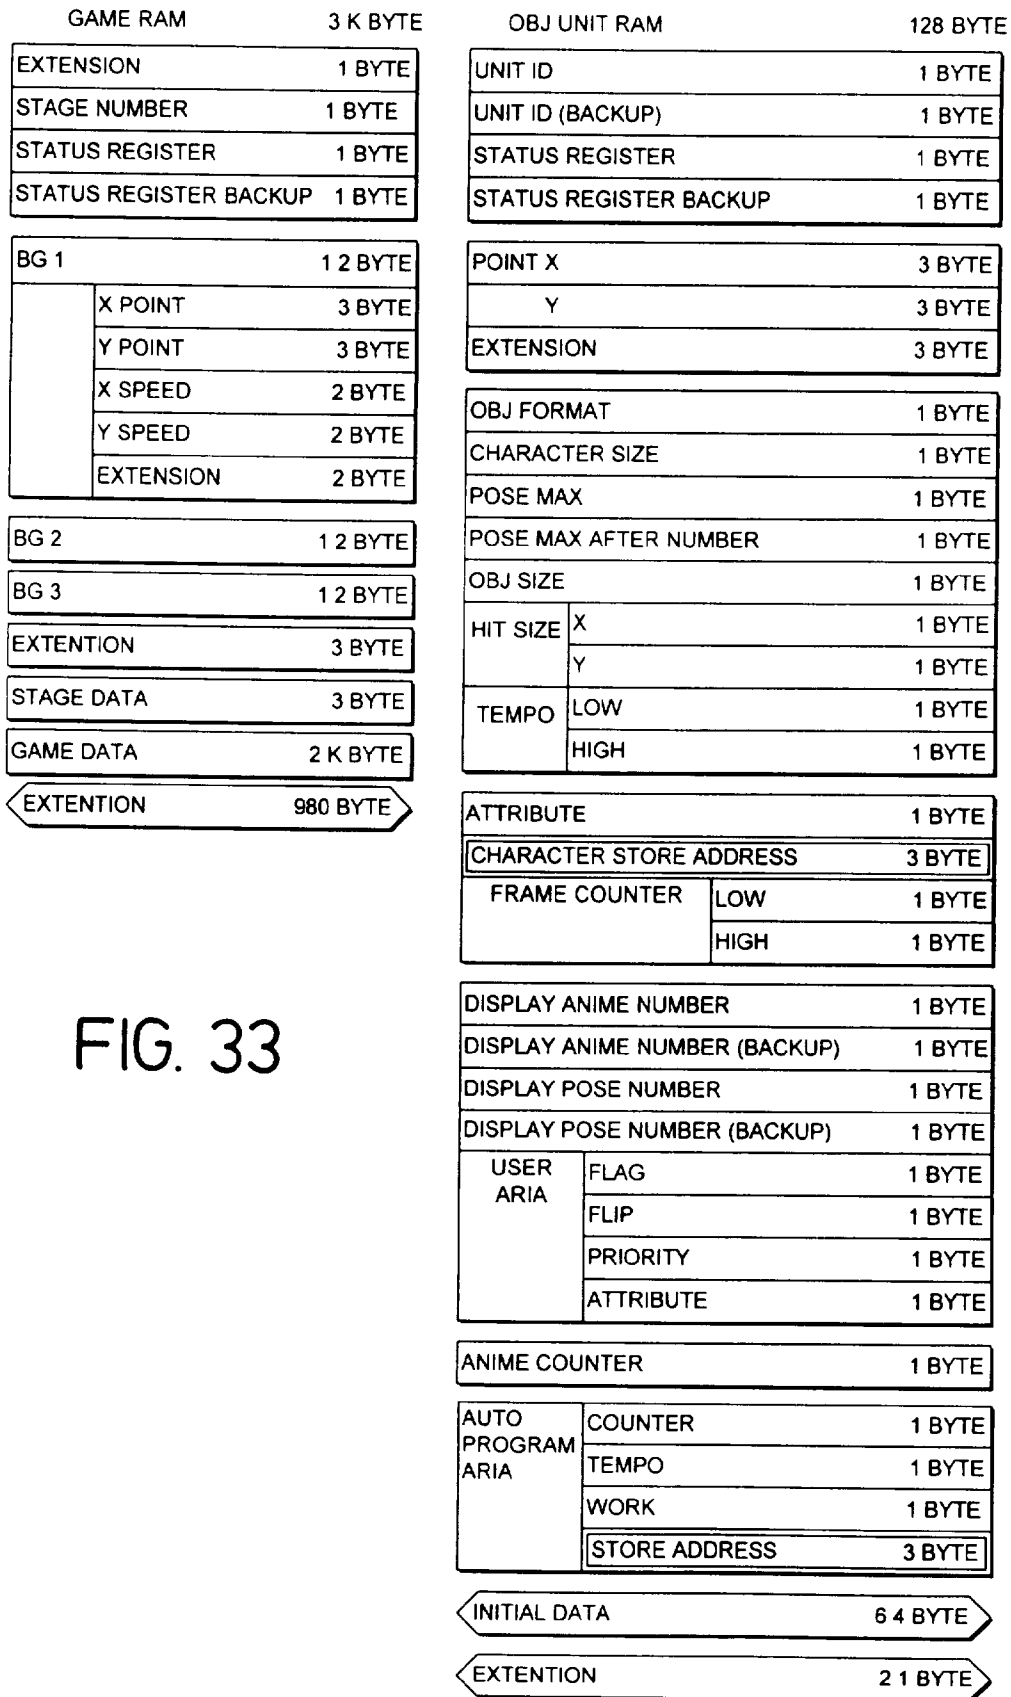 GAME RAM 3 K BYTE
EXTENSION 1 BYTE
STAGE NUMBER 1 BYTE
STATUS REGISTER 1 BYTE
STATUS REGISTER BACKUP 1 BYTE
BG 1 1 2 BYTE
X POINT 3 BYTE
Y POINT 3 BYTE
X SPEED 2 BYTE
Y SPEED 2 BYTE
EXTENSION 2 BYTE
BG 2 1 2 BYTE
BG 3 1 2 BYTE
EXTENTION 3 BYTE
STAGE DATA 3 BYTE
GAME DATA 2 K BYTE
EXTENTION 980 BYTE
FIG. 33
OBJ UNIT RAM 128 BYTE
UNIT ID 1 BYTE
UNIT ID (BACKUP) 1 BYTE
STATUS REGISTER 1 BYTE
STATUS REGISTER BACKUP 1 BYTE
POINT X 3 BYTE
Y 3 BYTE
EXTENSION 3 BYTE
OBJ FORMAT 1 BYTE
CHARACTER SIZE 1 BYTE
POSE MAX 1 BYTE
POSE MAX AFTER NUMBER 1 BYTE
OBJ SIZE 1 BYTE
HIT SIZE X 1 BYTE
Y 1 BYTE
TEMPO LOW 1 BYTE
HIGH 1 BYTE
ATTRIBUTE 1 BYTE
CHARACTER STORE ADDRESS 3 BYTE
FRAME COUNTER LOW 1 BYTE
HIGH 1 BYTE
DISPLAY ANIME NUMBER 1 BYTE
DISPLAY ANIME NUMBER (BACKUP) 1 BYTE
DISPLAY POSE NUMBER 1 BYTE
DISPLAY POSE NUMBER (BACKUP) 1 BYTE
USER FLAG 1 BYTE
ARIA
FLIP 1 BYTE
PRIORITY 1 BYTE
ATTRIBUTE 1 BYTE
ANIME COUNTER 1 BYTE
AUTO COUNTER 1 BYTE
PROGRAM
ARIA TEMPO 1 BYTE
WORK 1 BYTE
STORE ADDRESS 3 BYTE
INITIAL DATA 6 4 BYTE
EXTENTION 2 1 BYTE